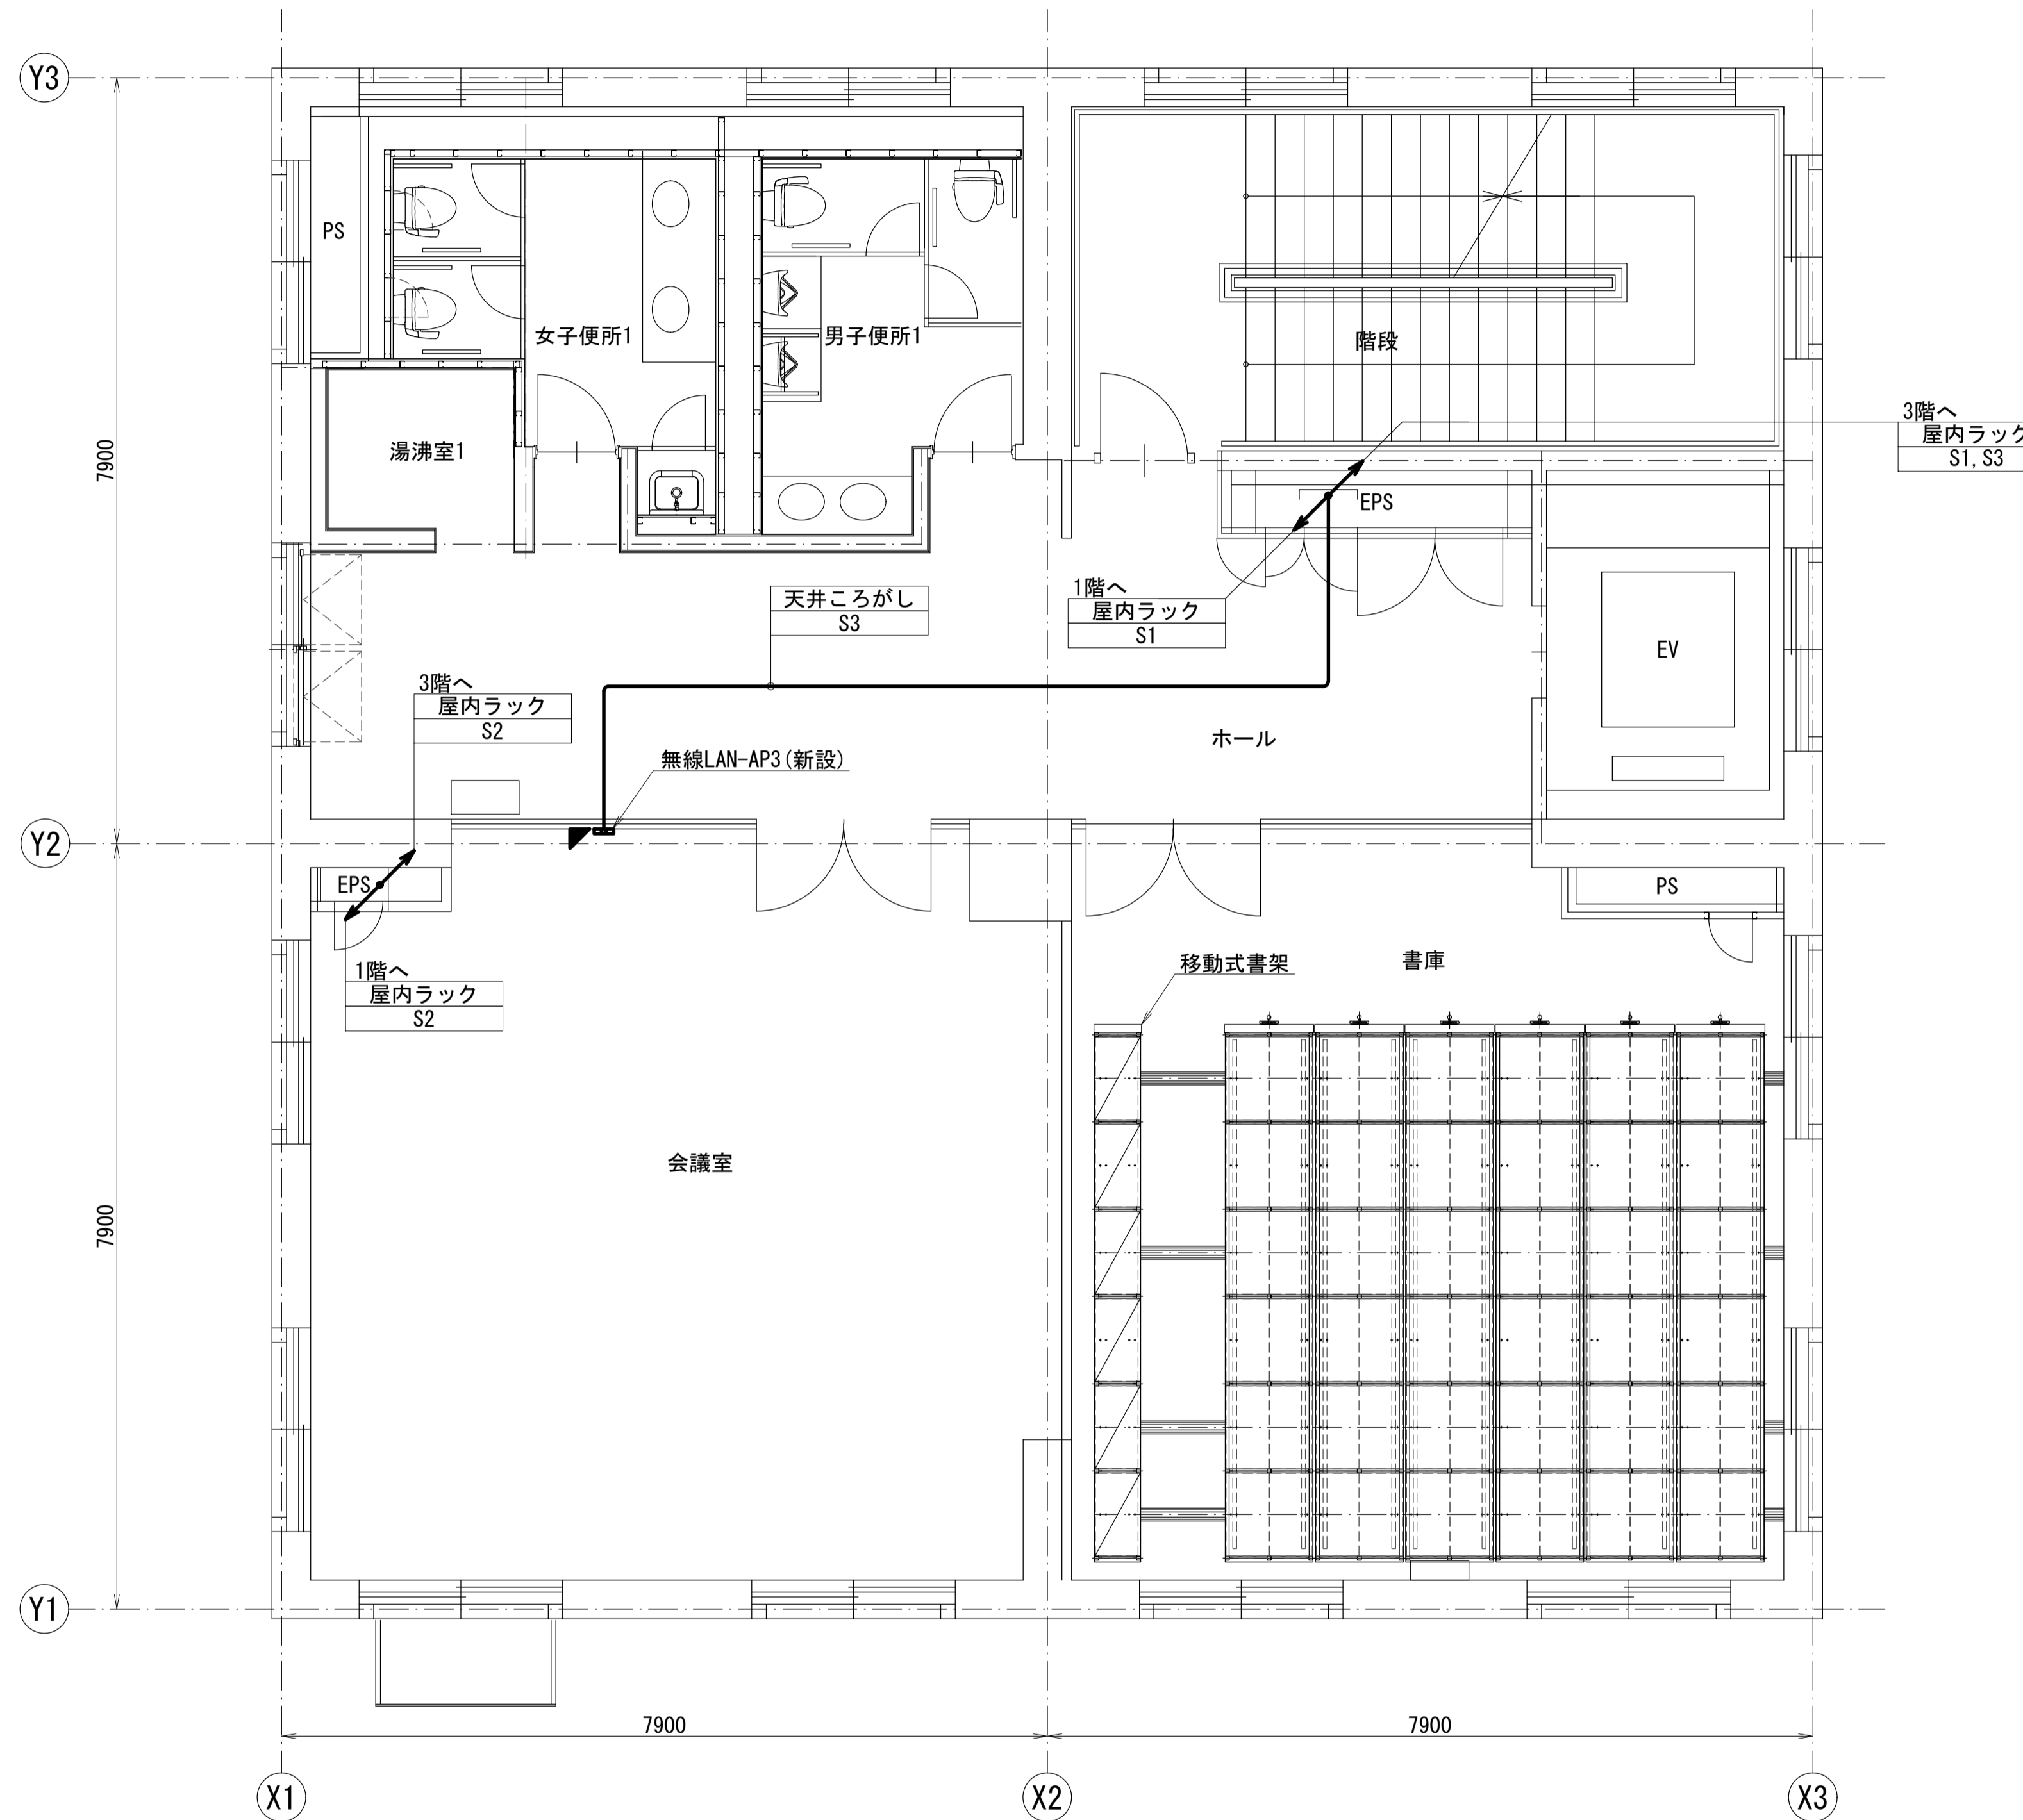 Y3
PS
女子便所1
男子便所1
階段
湯沸室1
7900
3階へ
屋内ラック
S1, S3
EPS
天井ころがし
S3
1階へ
屋内ラック
S1
EV
3階へ
屋内ラック
S2
ホール
無線LAN-AP3(新設)
Y2
EPS
PS
1階へ
屋内ラック
S2
移動式書架
書庫
会議室
7900
Y1
7900
7900
X1
X2
X3